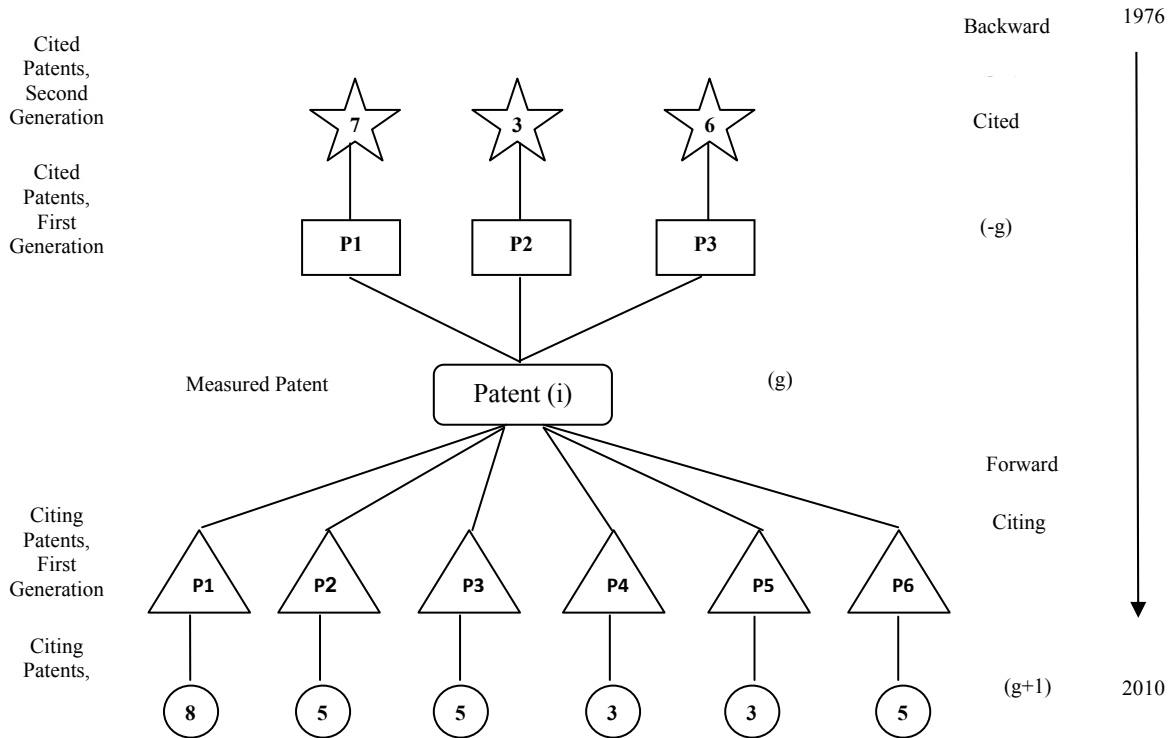 Backward
1976
Cited
Patents,
Second
Generation
7
3
6
Cited
Cited
Patents,
First
Generation
P1
P2
P3
(-g)
Measured Patent
Patent (i)
(g)
Forward
Citing
Patents,
First
Generation
Citing
P1
P2
P3
P4
P5
P6
Citing
Patents,
8
5
5
3
3
5
(g+1)
2010